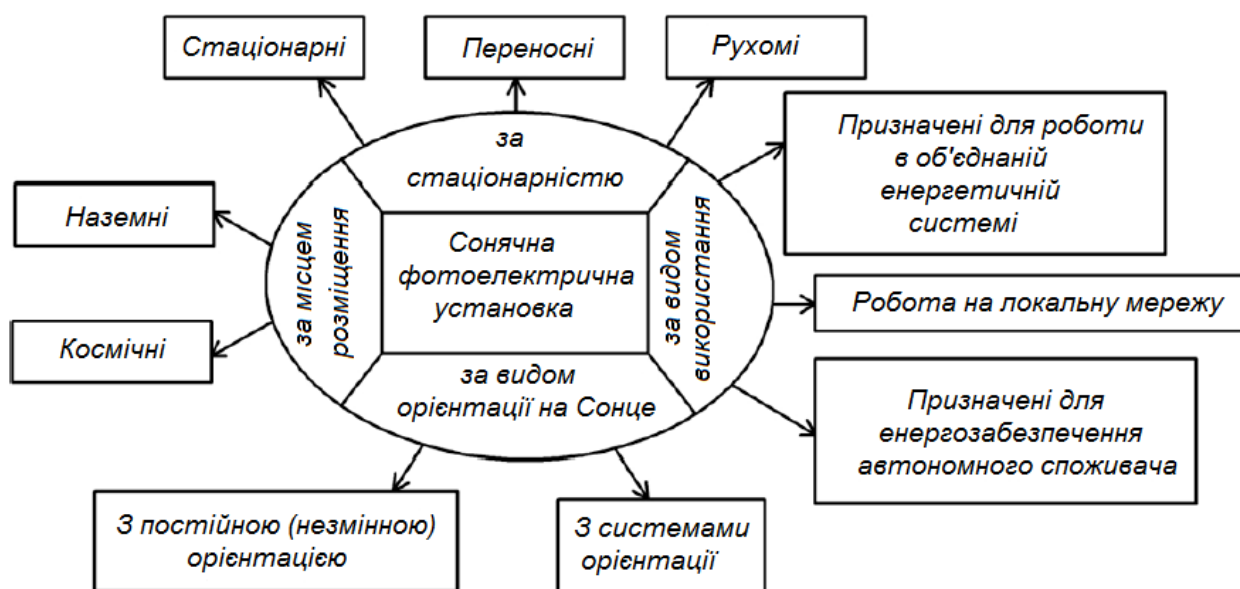 Стаціонарні
Переносні
Рухомі
Призначені для роботи
в об'єднаній
енергетичній
системі
за
стаціонарністю
Наземні
за місцем
розміщення
Сонячна
фотоелектрична
установка
за видом
використання
Робота на локальну мережу
Космічні
за видом
орієнтації на Сонце
Призначені для
енергозабезпечення
автономного споживача
З постійною (незмінною)
орієнтацією
З системами
орієнтації